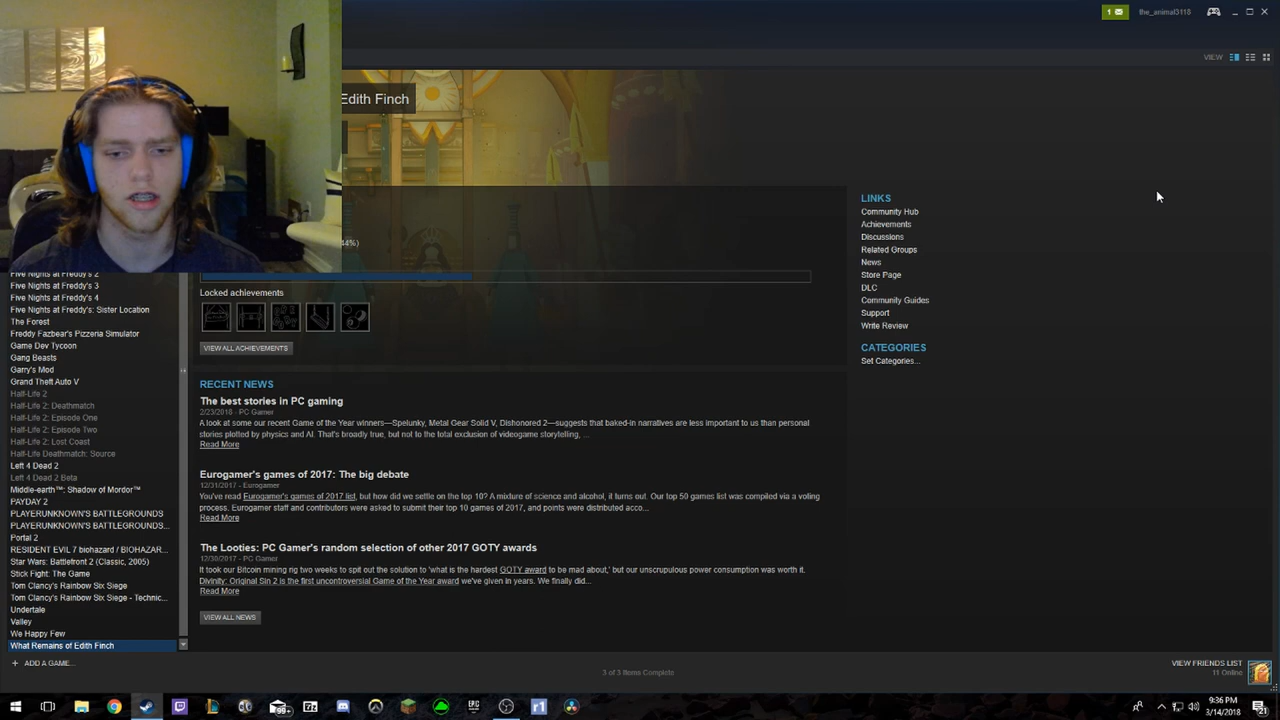 1
the_animal3118
VIEW
Edith Finch
44%)
Locked achievements
VIEW ALL ACHIEVEMENTS
RECENT NEWS
The best stories in PC gaming
2/23/2018 - PC Gamer
A look at some our recent Game of the Year winners—Spelunky, Metal Gear Solid V, Dishonored 2—suggests that baked-in narratives are less important to us than personal
stories plotted by physics and AI. That's broadly true, but not to the total exclusion of videogame storytelling, ...
Read More
Eurogamer's games of 2017: The big debate
12/31/2017 - Eurogamer
You've read Eurogamer's games of 2017 list, but how did we settle on the top 10? A mixture of science and alcohol, it turns out. Our top 50 games list was compiled via a voting
process. Eurogamer staff and contributors were asked to submit their top 10 games of 2017, and points were distributed acco...
Read More
The Looties: PC Gamer's random selection of other 2017 GOTY awards
12/30/2017 - PC Gamer
It took our Bitcoin mining rig two weeks to spit out the solution to 'what is the hardest GOTY award to be mad about,' but our unscrupulous power consumption was worth it.
Divinity: Original Sin 2 is the first uncontroversial Game of the Year award we've given in years. We finally did...
Read More
VIEW ALL NEWS
LINKS
Community Hub
Achievements
Discussions
Related Groups
News
Store Page
DLC
Community Guides
Support
Write Review
CATEGORIES
Set Categories...
Five Nights at Freddy's 2
Five Nights at Freddy's 3
Five Nights at Freddy's 4
Five Nights at Freddy's: Sister Location
The Forest
Freddy Fazbear's Pizzeria Simulator
Game Dev Tycoon
Gang Beasts
Garry's Mod
Grand Theft Auto V
Half-Life 2
Half-Life 2: Deathmatch
Half-Life 2: Episode One
Half-Life 2: Episode Two
Half-Life 2: Lost Coast
Half-Life Deathmatch: Source
Left 4 Dead 2
Left 4 Dead 2 Beta
Middle-earth™: Shadow of Mordor™
PAYDAY 2
PLAYERUNKNOWN'S BATTLEGROUNDS
PLAYERUNKNOWN'S BATTLEGROUNDS...
Portal 2
RESIDENT EVIL 7 biohazard / BIOHAZAR...
Star Wars: Battlefront 2 (Classic, 2005)
Stick Fight: The Game
Tom Clancy's Rainbow Six Siege
Tom Clancy's Rainbow Six Siege - Technic...
Undertale
Valley
We Happy Few
What Remains of Edith Finch
+ ADD A GAME...
3 of 3 Items Complete
VIEW FRIENDS LIST
11 Online
99+
7z
EPIC
r1
9:36 PM
3/14/2018
21